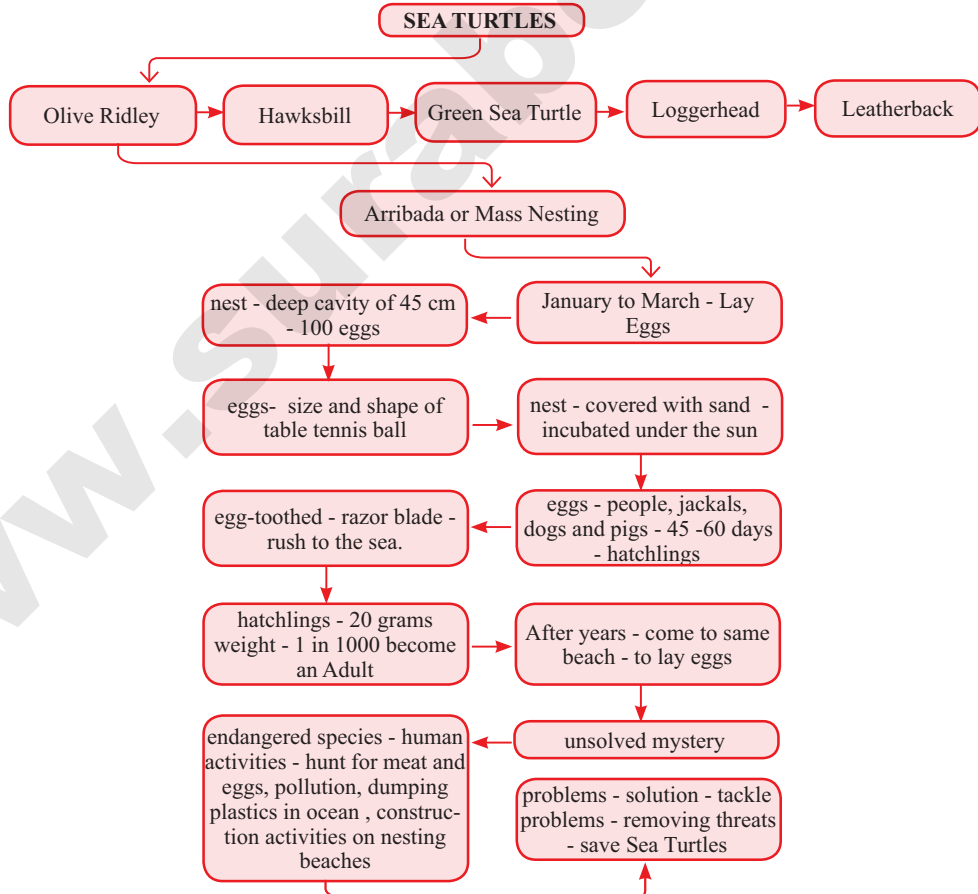 SEA TURTLES
Olive Ridley
Hawksbill
Green Sea Turtle
Loggerhead
Leatherback
Arribada or Mass Nesting
January to March - Lay
Eggs
nest - deep cavity of 45 cm
- 100 eggs
eggs- size and shape of
table tennis ball
nest - covered with sand -
incubated under the sun
eggs - people, jackals,
dogs and pigs - 45 -60 days
- hatchlings
egg-toothed - razor blade -
rush to the sea.
hatchlings - 20 grams
weight - 1 in 1000 become
an Adult
After years - come to same
beach - to lay eggs
unsolved mystery
endangered species - human
activities - hunt for meat and
eggs, pollution, dumping
plastics in ocean , construc-
tion activities on nesting
beaches
problems - solution - tackle
problems - removing threats
- save Sea Turtles